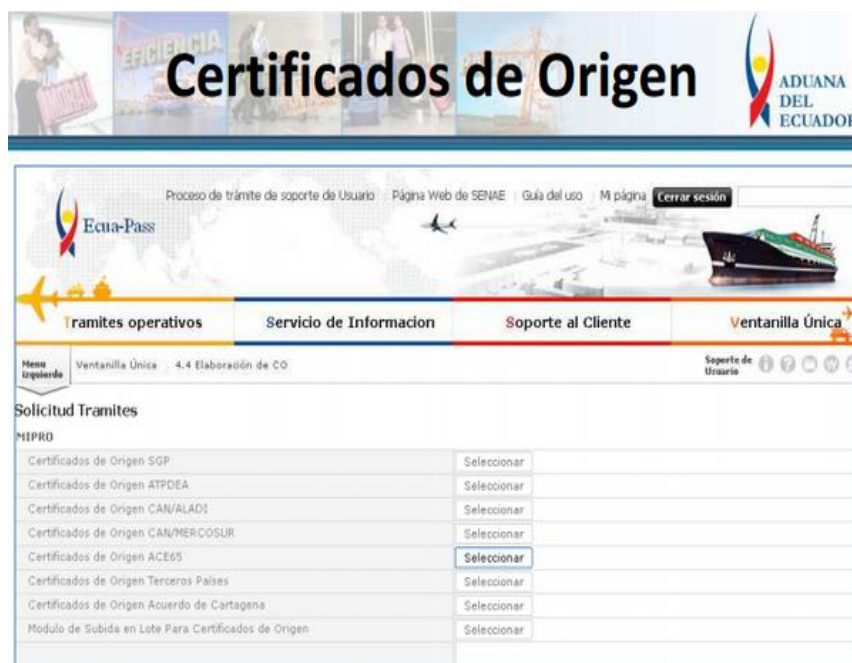 EFICIENCIA
Certificados de Origen
ADUANA
DEL
ECUADOR
Ecua-Pass
Proceso de trámite de soporte de Usuario Página Web de SENAE Guía del uso Mi página Cerrar sesión
Tramites operativos Servicio de Informacion Soporte al Cliente Ventanilla Única
Menu
izquierdo
Ventanilla Única 4.4 Elaboración de CO
Soporte de
Usuario
Solicitud Tramites
MIPRO
Certificados de Origen SGP Seleccionar
Certificados de Origen ATPDEA Seleccionar
Certificados de Origen CAN/ALADI Seleccionar
Certificados de Origen CAN/MERCOSUR Seleccionar
Certificados de Origen ACE65 Seleccionar
Certificados de Origen Terceros Países Seleccionar
Certificados de Origen Acuerdo de Cartagena Seleccionar
Modulo de Subida en Lote Para Certificados de Origen Seleccionar